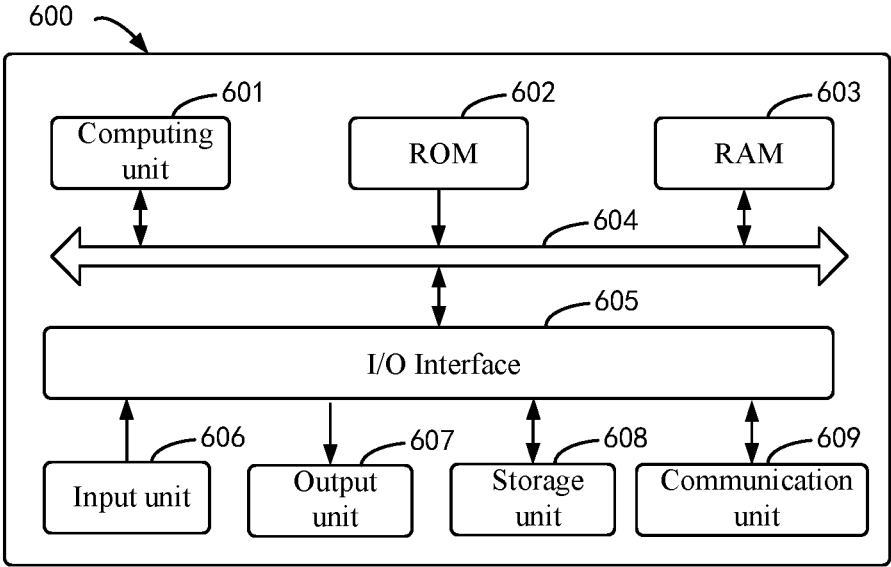 600
601
602
603
Computing
unit
ROM
RAM
604
605
I/O Interface
606
607
608
609
Input unit
Output
unit
Storage
unit
Communication
unit